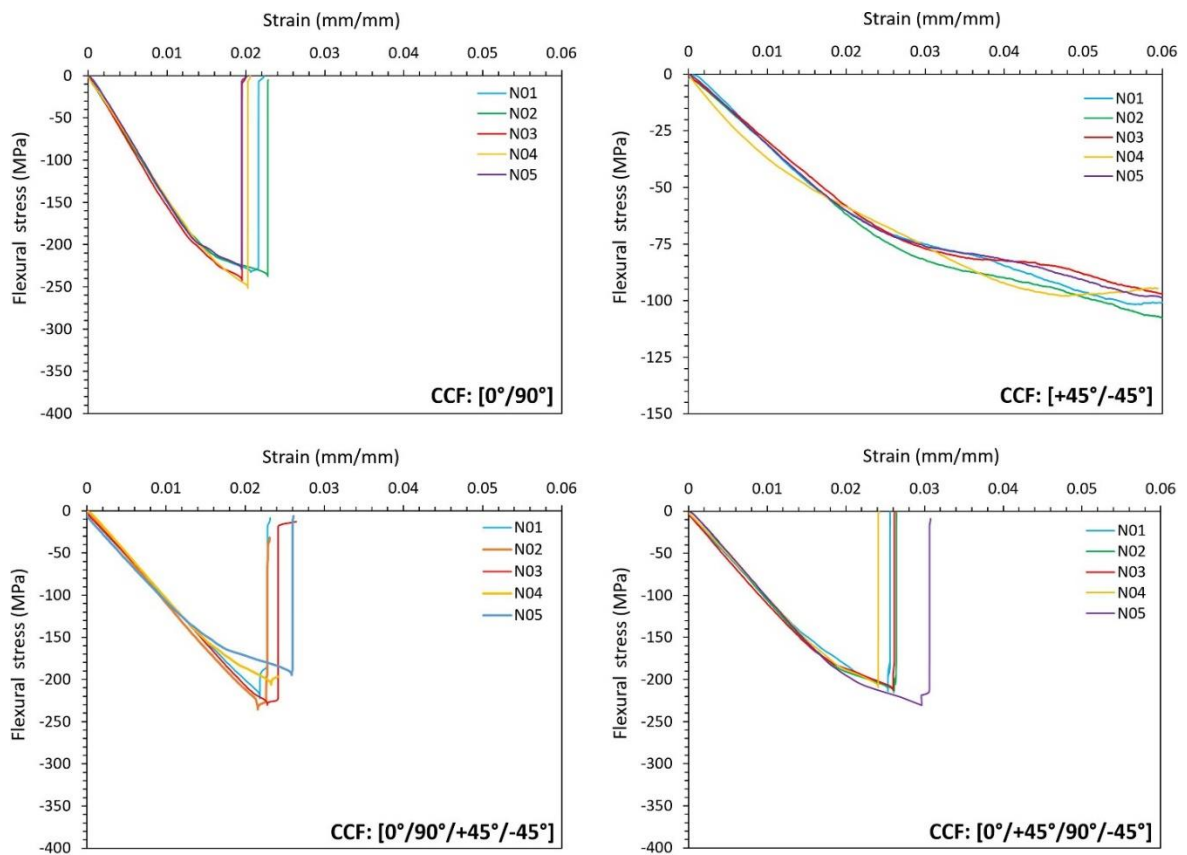 Strain (mm/mm)
0 0.01 0.02 0.03 0.04 0.05 0.06
0
-50
-100
-150
-200
-250
-300
-350
-400
Flexural stress (MPa)
N01
N02
N03
N04
N05
CCF: [0°/90°]
Strain (mm/mm)
0 0.01 0.02 0.03 0.04 0.05 0.06
0
-25
-50
-75
-100
-125
-150
Flexural stress (MPa)
N01
N02
N03
N04
N05
CCF: [+45°/-45°]
Strain (mm/mm)
0 0.01 0.02 0.03 0.04 0.05 0.06
0
-50
-100
-150
-200
-250
-300
-350
-400
Flexural stress (MPa)
N01
N02
N03
N04
N05
CCF: [0°/90°/+45°/-45°]
Strain (mm/mm)
0 0.01 0.02 0.03 0.04 0.05 0.06
0
-50
-100
-150
-200
-250
-300
-350
-400
Flexural stress (MPa)
N01
N02
N03
N04
N05
CCF: [0°/+45°/90°/-45°]